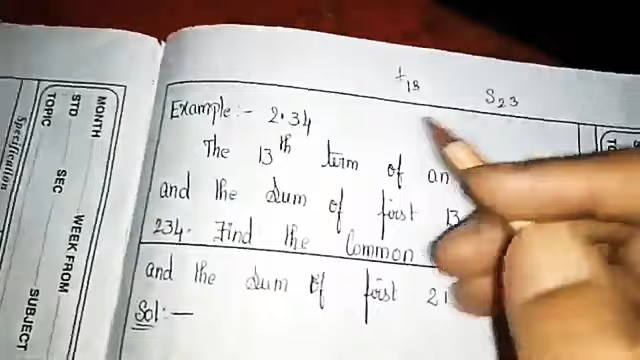 t13 S23
Example:- 2.34
The 13th term of an
and the Sum of first 13
234. Find the Common
and the Sum of first 21
Sol:-
MONTH
STD SEC WEEK FROM
TOPIC SUBJECT
Specification